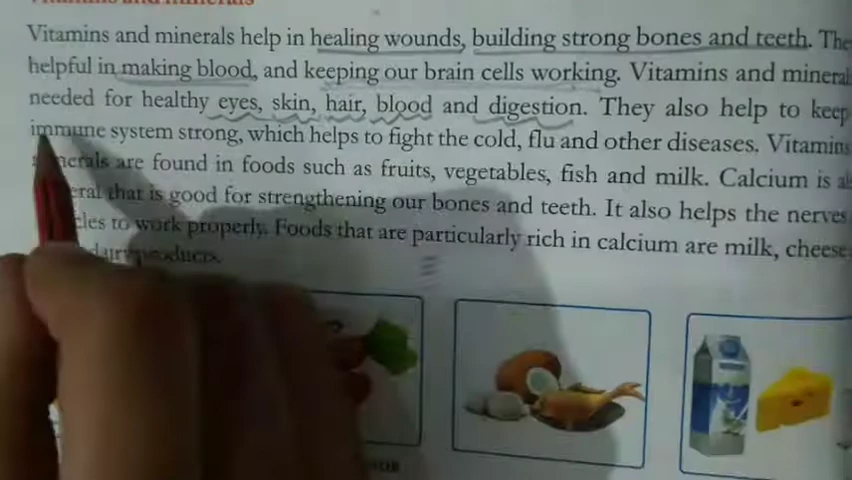 Vitamins and minerals
Vitamins and minerals help in healing wounds, building strong bones and teeth. The
helpful in making blood, and keeping our brain cells working. Vitamins and mineral
needed for healthy eyes, skin, hair, blood and digestion. They also help to keep
immune system strong, which helps to fight the cold, flu and other diseases. Vitamins
are found in foods such as fruits, vegetables, fish and milk. Calcium is
that is good for strengthening our bones and teeth. It also helps the nerves
to work properly. Foods that are particularly rich in calcium are milk, cheese
products.